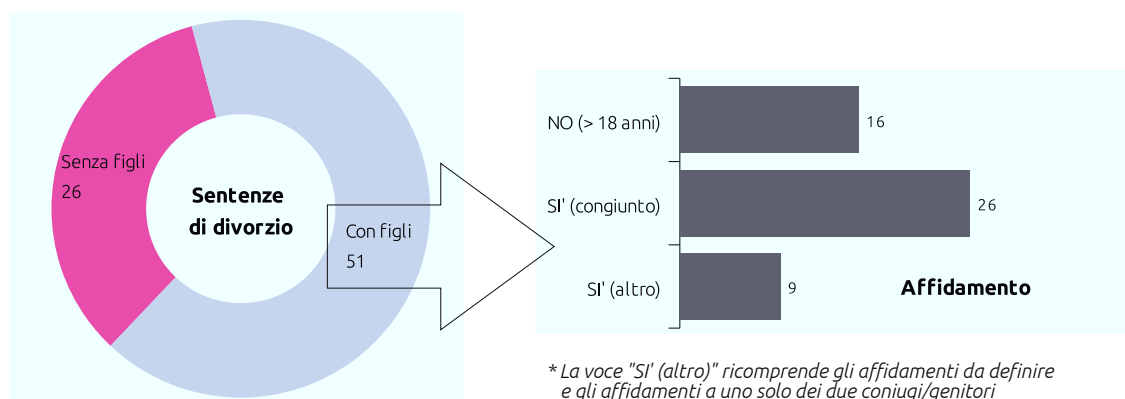 Senza figli
26
Sentenze
di divorzio
Con figli
51
NO (> 18 anni)
16
SI' (congiunto)
26
SI' (altro)
9
Affidamento
* La voce "SI' (altro)" ricomprende gli affidamenti da definire
e gli affidamenti a uno solo dei due coniugi/genitori